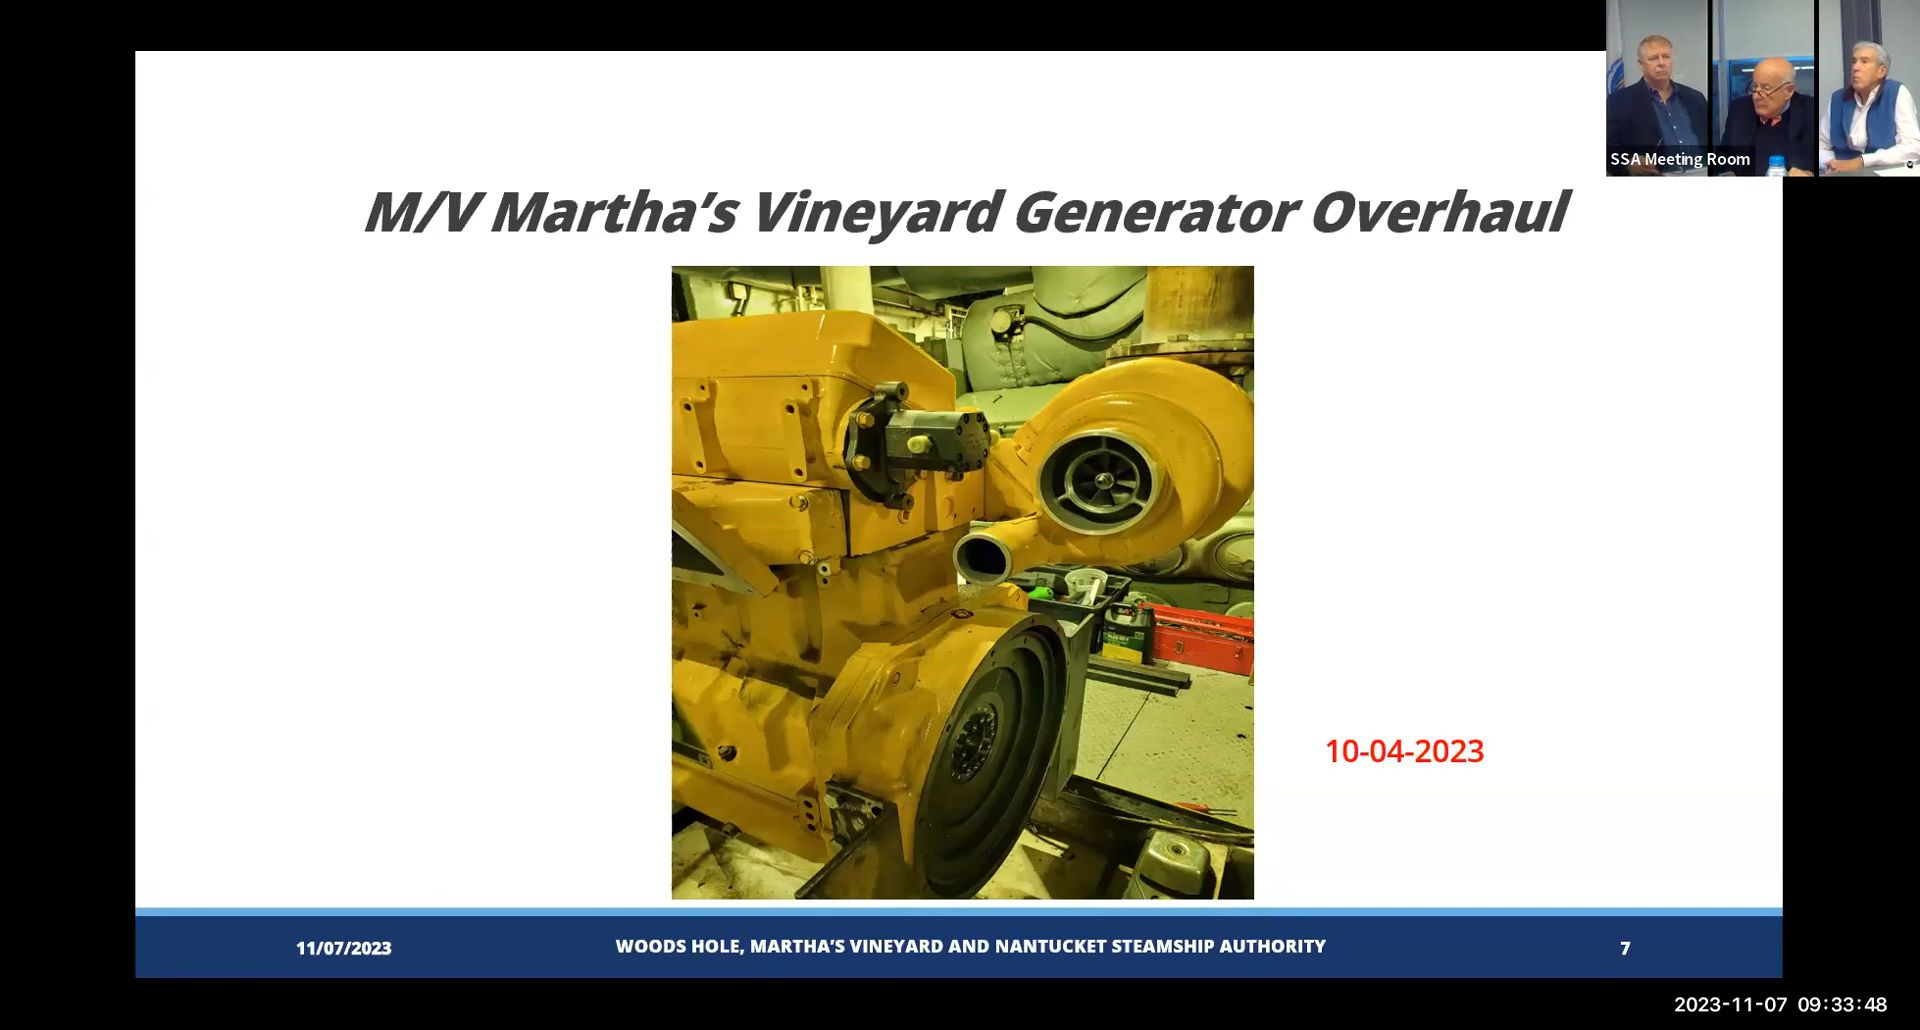 SSA Meeting Room
M/V Martha’s Vineyard Generator Overhaul
10-04-2023
11/07/2023
WOODS HOLE, MARTHA’S VINEYARD AND NANTUCKET STEAMSHIP AUTHORITY
7
2023-11-07 09:33:48